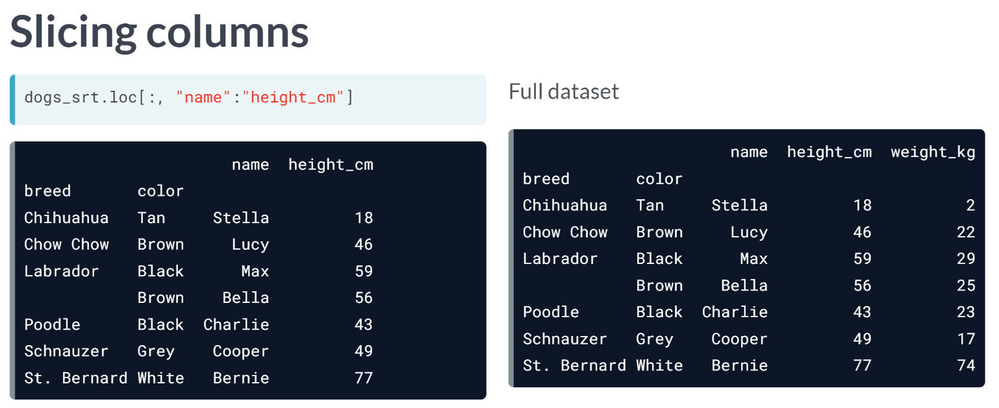 Slicing columns
dogs_srt.loc[:, "name":"height_cm"]
name height_cm
breed color
Chihuahua Tan Stella 18
Chow Chow Brown Lucy 46
Labrador Black Max 59
Brown Bella 56
Poodle Black Charlie 43
Schnauzer Grey Cooper 49
St. Bernard White Bernie 77
Full dataset
name height_cm weight_kg
breed color
Chihuahua Tan Stella 18 2
Chow Chow Brown Lucy 46 22
Labrador Black Max 59 29
Brown Bella 56 25
Poodle Black Charlie 43 23
Schnauzer Grey Cooper 49 17
St. Bernard White Bernie 77 74